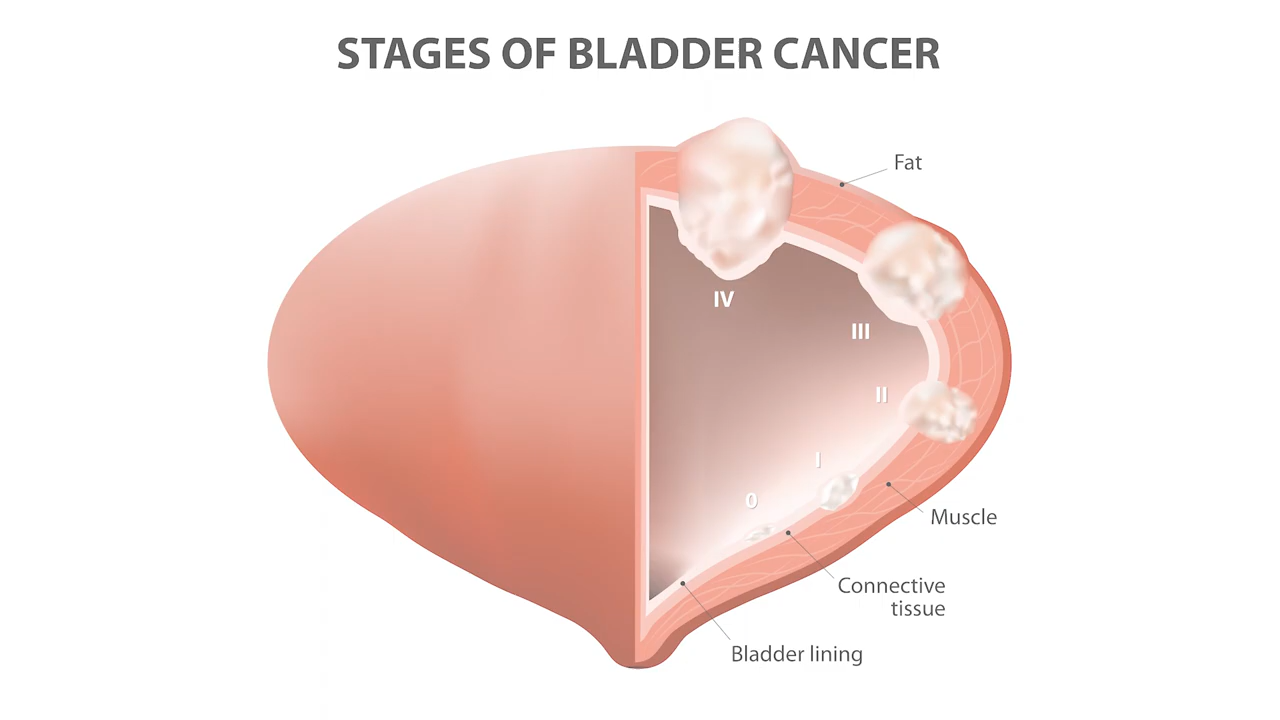 STAGES OF BLADDER CANCER
Fat
IV
III
II
I
0
Muscle
Connective
tissue
Bladder lining